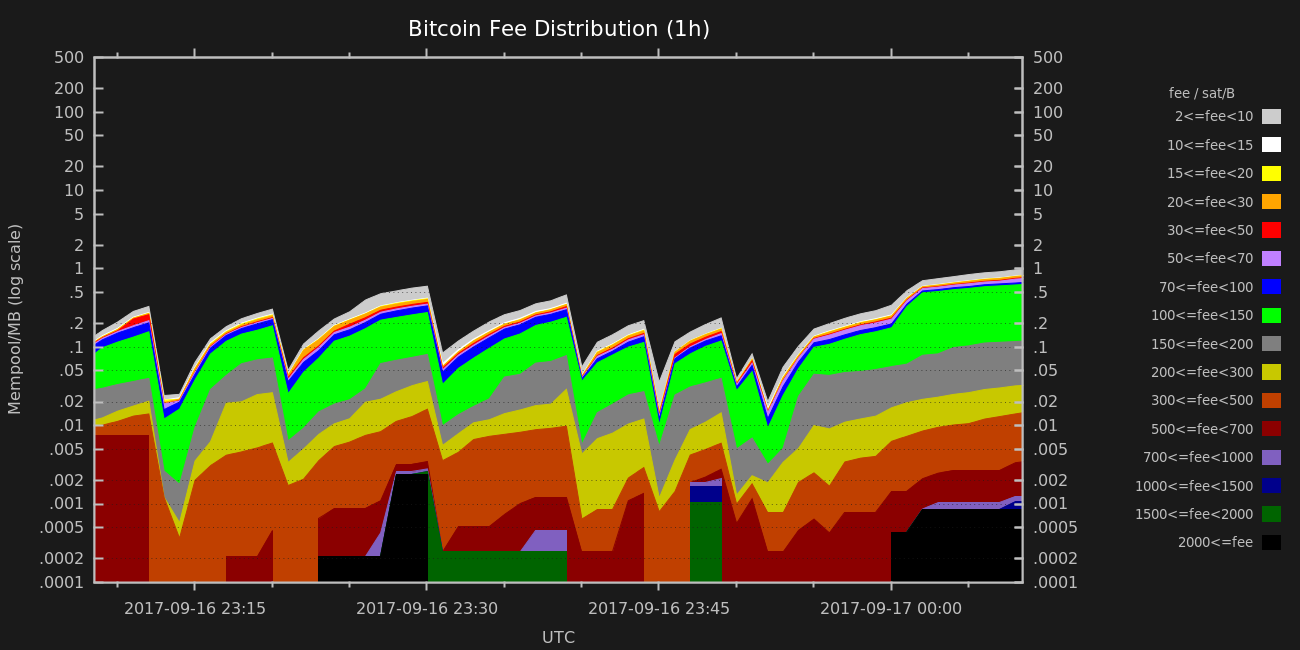 Bitcoin Fee Distribution (1h)
500
200
100
50
20
10
5
2
1
.5
.2
.1
.05
.02
.01
.005
.002
.001
.0005
.0002
.0001
Mempool/MB (log scale)
500
200
100
50
20
10
5
2
1
.5
.2
.1
.05
.02
.01
.005
.002
.001
.0005
.0002
.0001
2017-09-16 23:15
2017-09-16 23:30
2017-09-16 23:45
2017-09-17 00:00
UTC
fee / sat/B
2<=fee<10
10<=fee<15
15<=fee<20
20<=fee<30
30<=fee<50
50<=fee<70
70<=fee<100
100<=fee<150
150<=fee<200
200<=fee<300
300<=fee<500
500<=fee<700
700<=fee<1000
1000<=fee<1500
1500<=fee<2000
2000<=fee